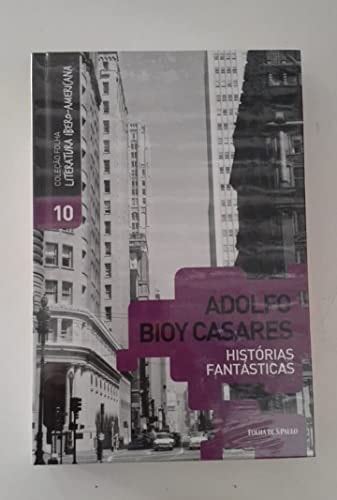 COLEÇÃO FOLHA
LITERATURA IBERO-AMERICANA
10
ADOLFO
BIOY CASARES
HISTÓRIAS
FANTÁSTICAS
FOLHA DE S.PAULO